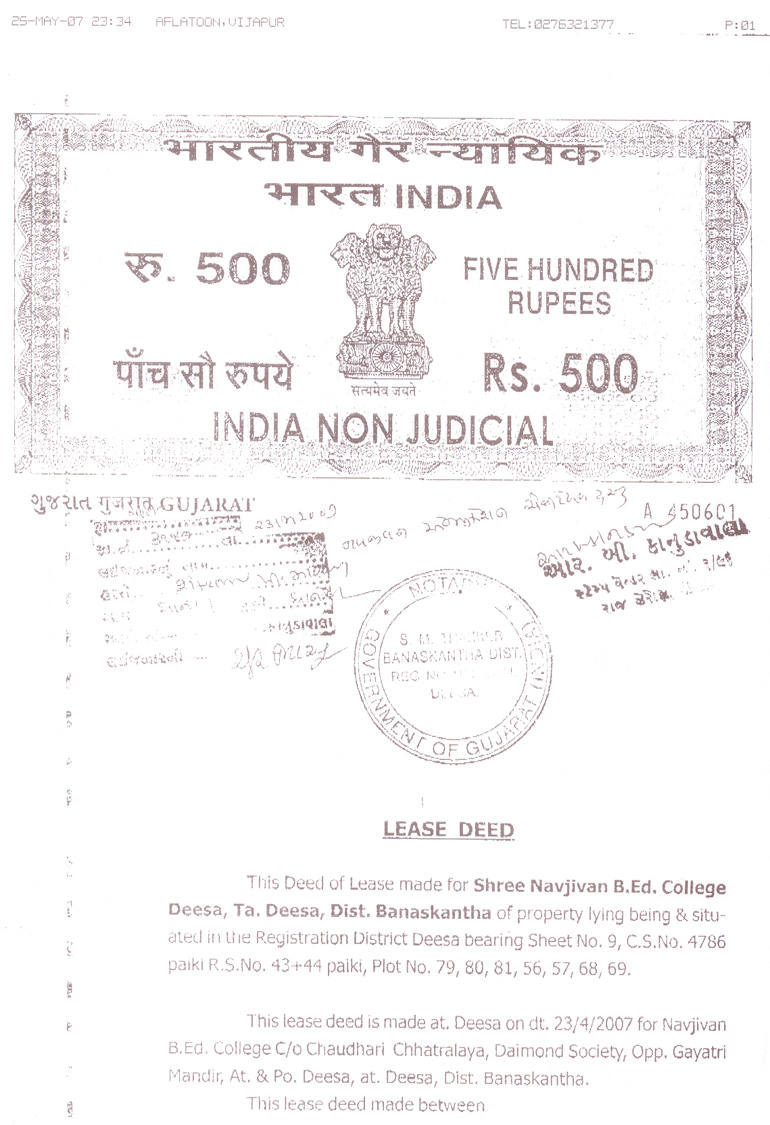 25-MAY-07 23:34 AFLATOON,VIJAPUR TEL:0276321377 P:01
भारतीय गैर न्यायिक
भारत INDIA
रु. 500
FIVE HUNDRED
RUPEES
पाँच सौ रुपये
Rs. 500
सत्यमेव जयते
INDIA NON JUDICIAL
ગુજરાત गुजरात GUJARAT
A 450601
આર. બી. કાનુડાવાલા
NOTARY
GOVERNMENT OF GUJARAT
BANASKANTHA DIST.
REG NO
LEASE DEED
This Deed of Lease made for Shree Navjivan B.Ed. College
Deesa, Ta. Deesa, Dist. Banaskantha of property lying being & situ-
ated in the Registration District Deesa bearing Sheet No. 9, C.S.No. 4786
paiki R.S.No. 43+44 paiki, Plot No. 79, 80, 81, 56, 57, 68, 69.
This lease deed is made at. Deesa on dt. 23/4/2007 for Navjivan
B.Ed. College C/o Chaudhari Chhatralaya, Daimond Society, Opp. Gayatri
Mandir, At. & Po. Deesa, at. Deesa, Dist. Banaskantha.
This lease deed made between